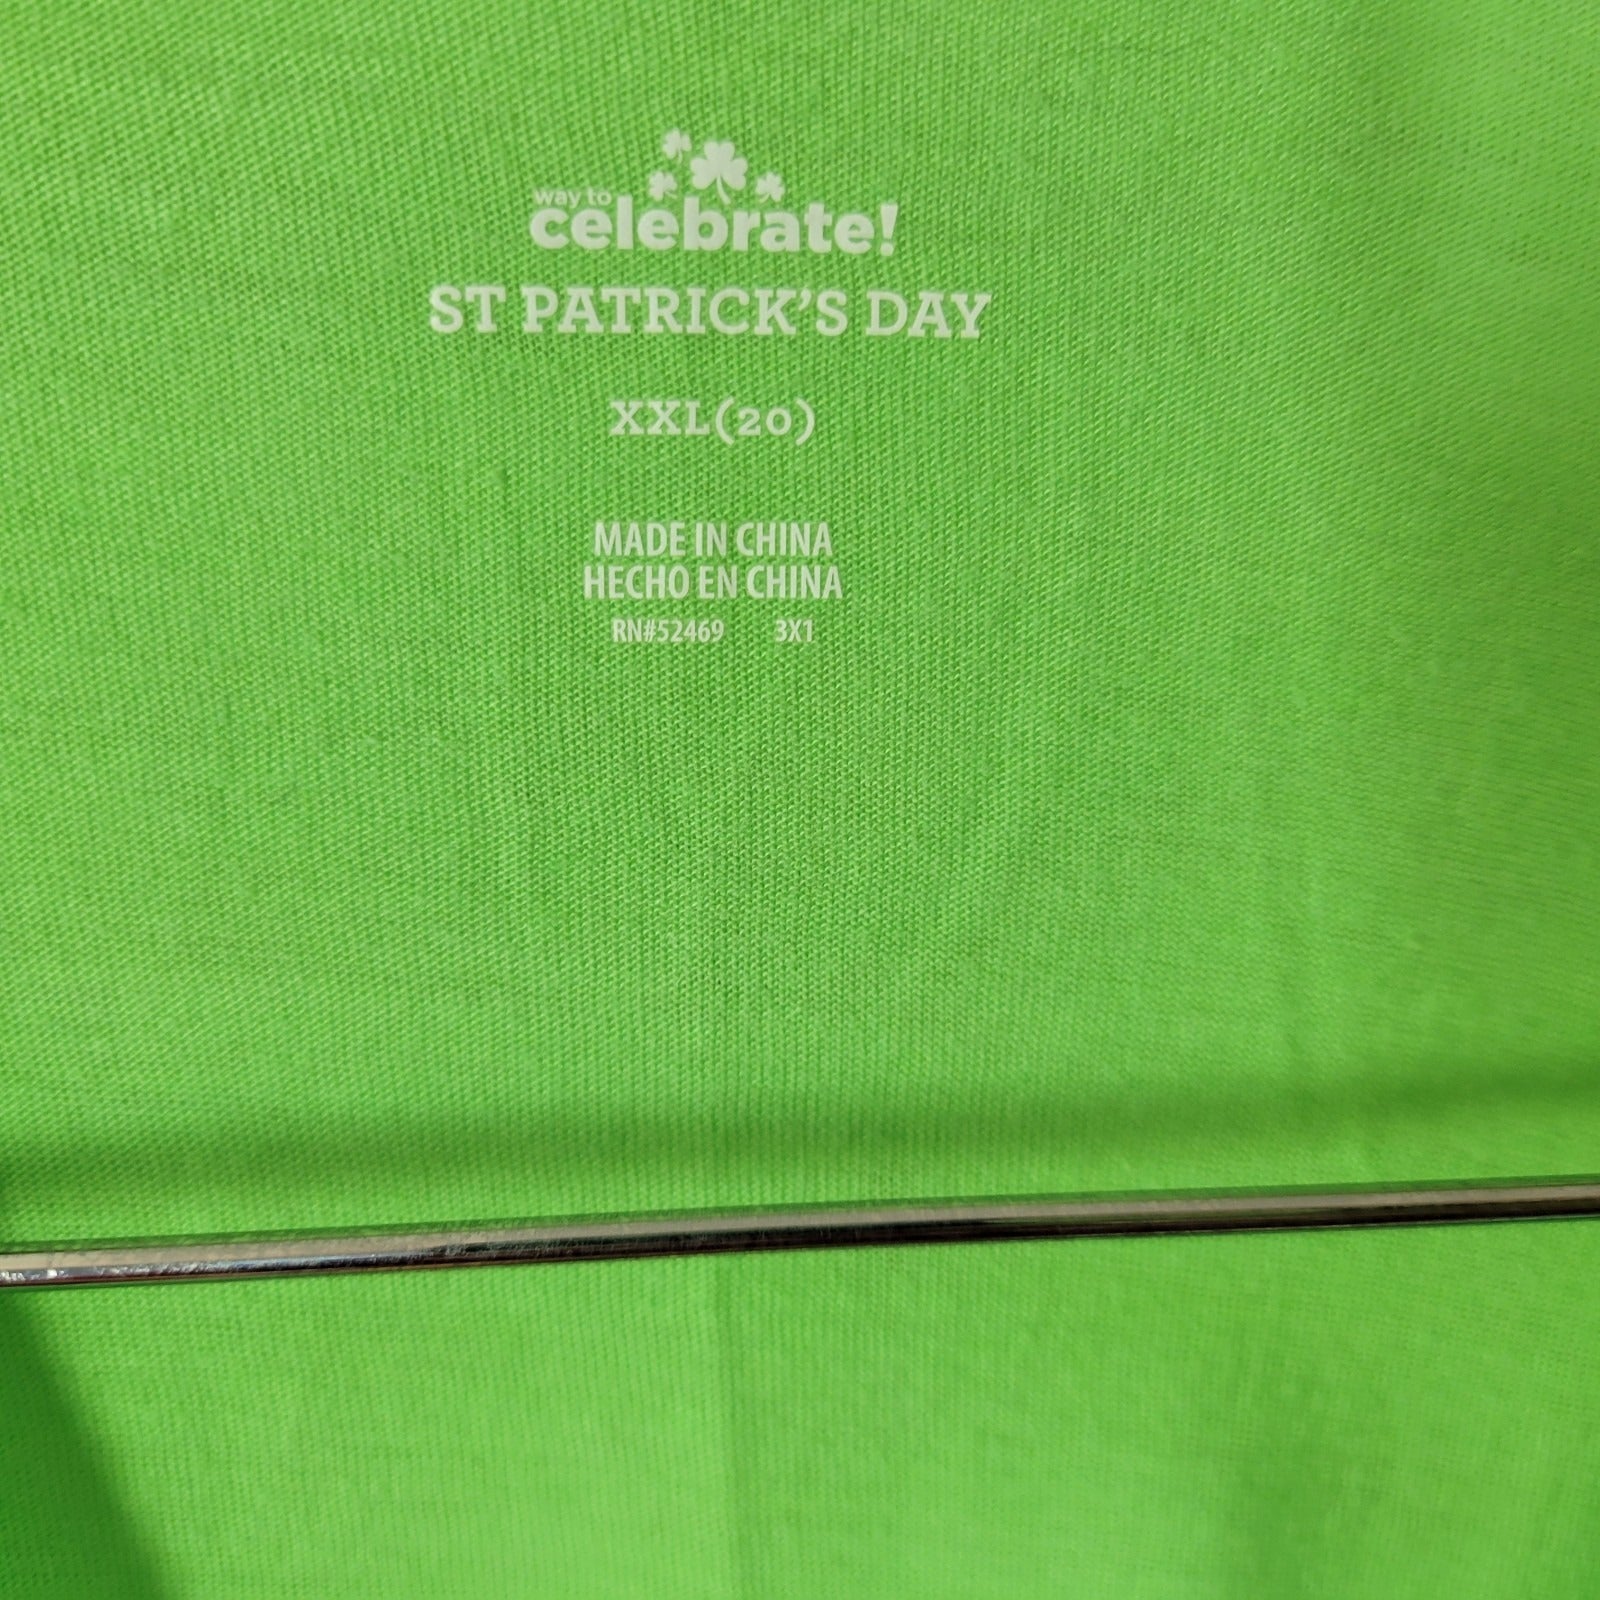 way to
celebrate!
ST PATRICK'S DAY
XXL(20)
MADE IN CHINA
HECHO EN CHINA
RN#52469 3X1